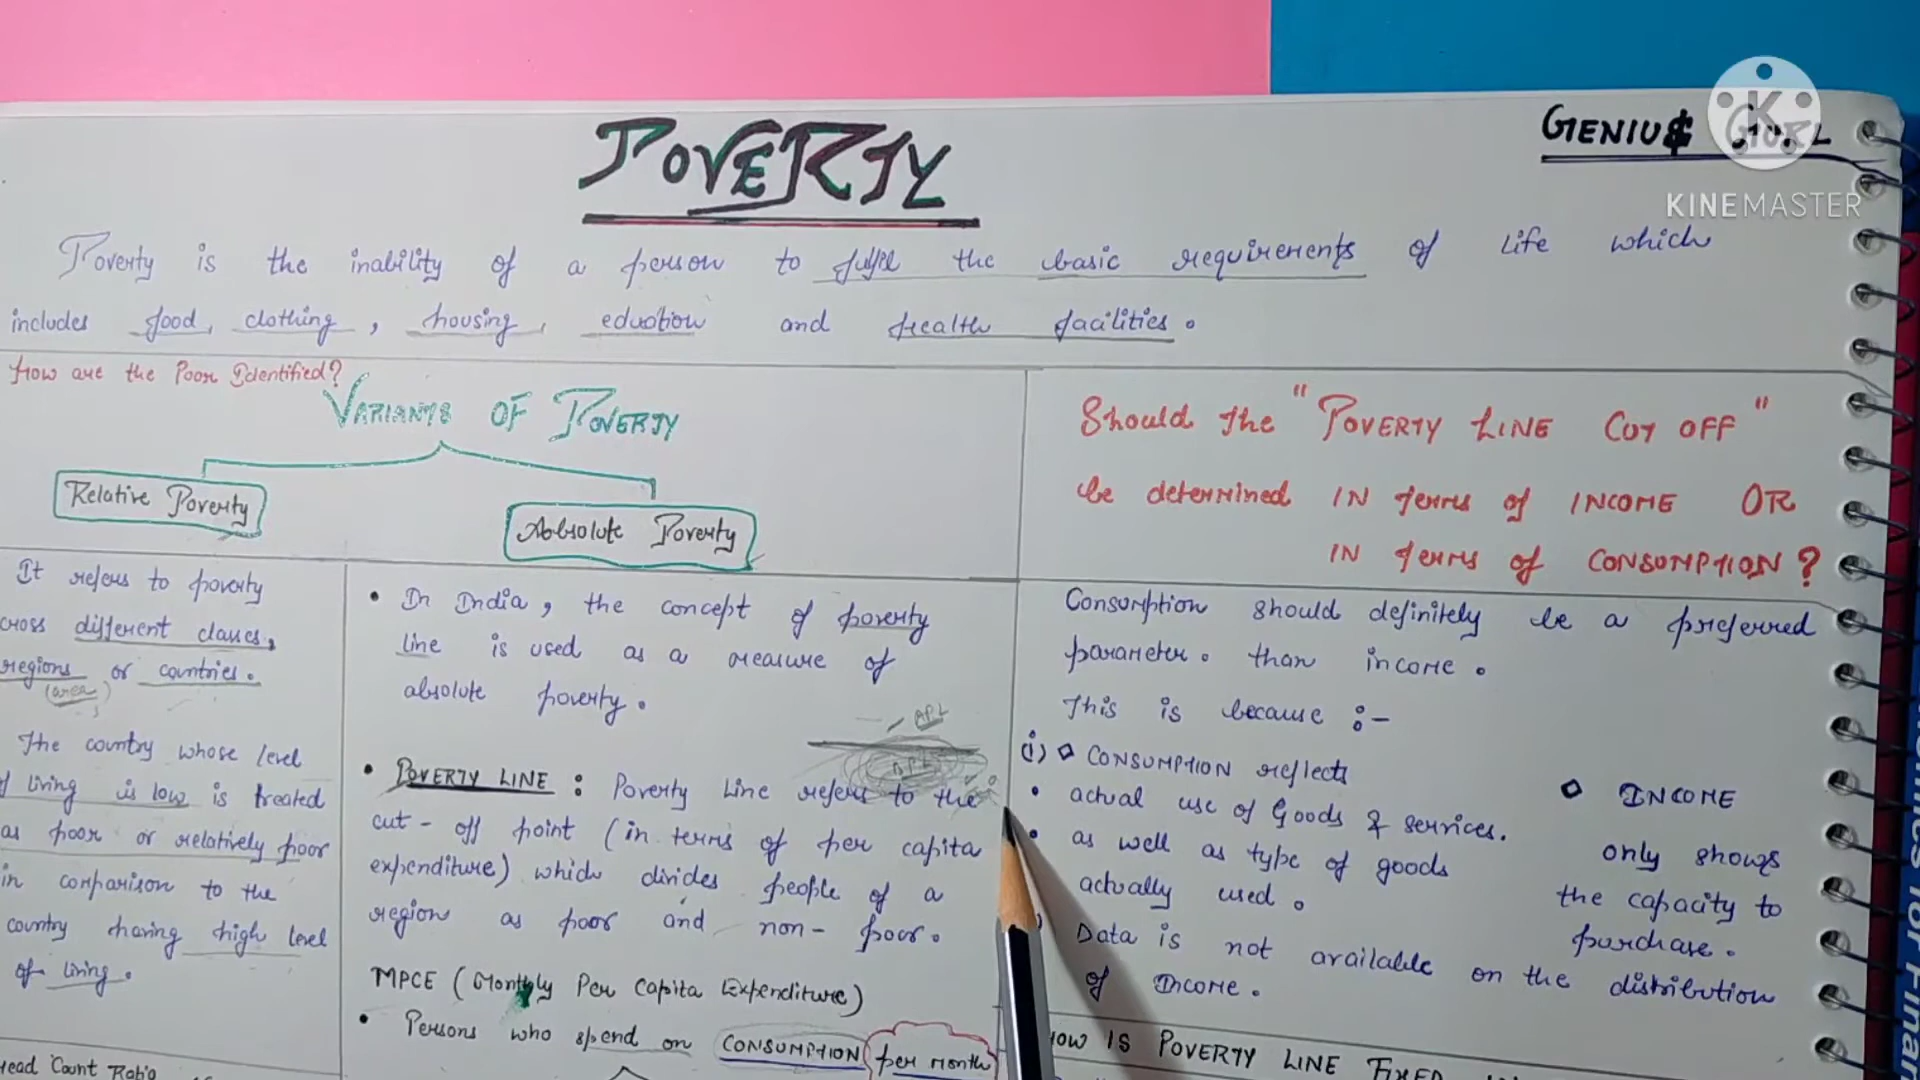 POVERTY
GENIU$ GURL
KINEMASTER
Poverty is the inability of a person to fulfil the basic requirements of life which
includes food, clothing, housing, eduation and health facilities.
How are the Poor Identified?
VARIANTS OF POVERTY
Relative Poverty
Absolute Poverty
It refers to poverty
cross different classes,
regions or countries.
(area)
The country whose level
f living is low is treated
as poor or relatively poor
in comparison to the
country having high level
of living.
ead Count Ratio
• In India, the concept of poverty
line is used as a measure of
absolute poverty.
APL
BPL
• POVERTY LINE : Poverty Line refers to the
cut-off point (in terms of per capita
expenditure) which divides people of a
region as poor and non-poor.
MPCE (Monthly Per Capita Expenditure)
• Persons who spend on CONSUMPTION per month
Should the "POVERTY LINE CUT OFF"
be determined IN terms of INCOME OR
IN terms of CONSUMPTION?
Consumption should definitely be a preferred
parameter. than income.
This is because :-
(i) CONSUMPTION reflects
• actual use of Goods & services.
• as well as type of goods
actually used.
INCOME
only shows
the capacity to
purchase.
Data is not available on the distribution
of Income.
HOW IS POVERTY LINE FIXED